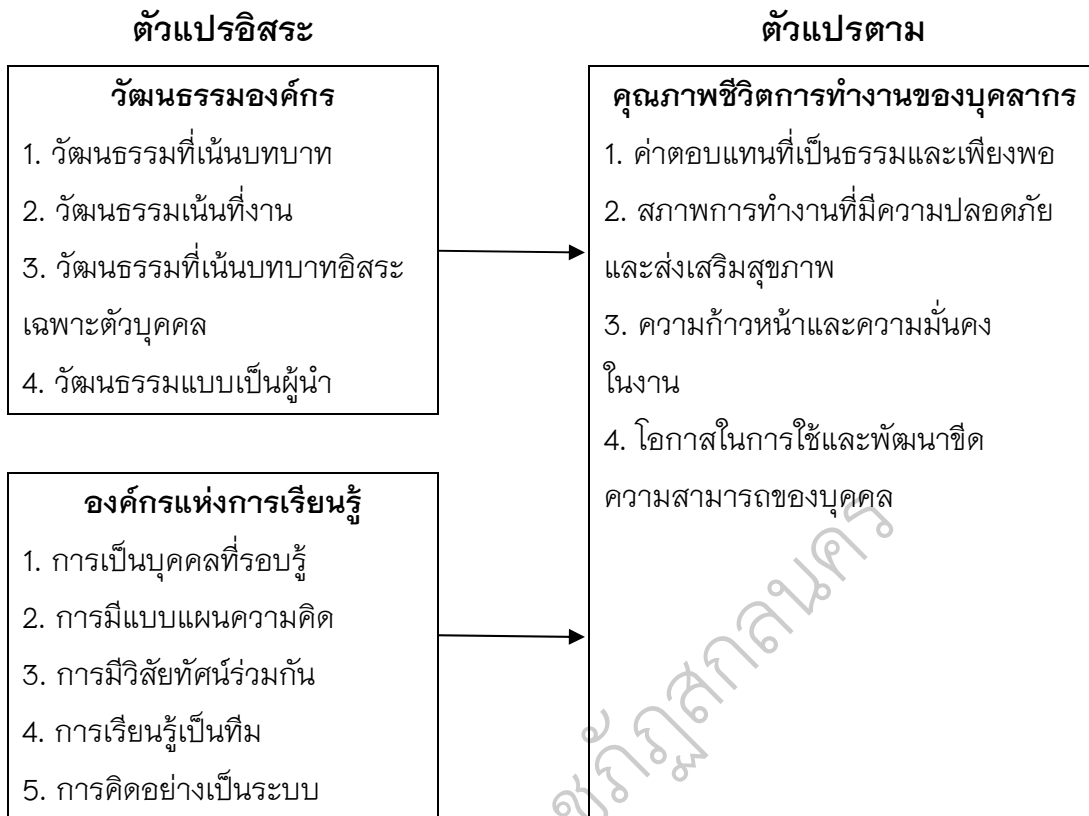 ตัวแปรอิสระ
วัฒนธรรมองค์กร
1. วัฒนธรรมที่เน้นบทบาท
2. วัฒนธรรมเน้นที่งาน
3. วัฒนธรรมที่เน้นบทบาทอิสระ
เฉพาะตัวบุคคล
4. วัฒนธรรมแบบเป็นผู้นำ
องค์กรแห่งการเรียนรู้
1. การเป็นบุคคลที่รอบรู้
2. การมีแบบแผนความคิด
3. การมีวิสัยทัศน์ร่วมกัน
4. การเรียนรู้เป็นทีม
5. การคิดอย่างเป็นระบบ
ตัวแปรตาม
คุณภาพชีวิตการทำงานของบุคลากร
1. ค่าตอบแทนที่เป็นธรรมและเพียงพอ
2. สภาพการทำงานที่มีความปลอดภัย
และส่งเสริมสุขภาพ
3. ความก้าวหน้าและความมั่นคง
ในงาน
4. โอกาสในการใช้และพัฒนาขีด
ความสามารถของบุคคล
ชภัฏสกลนคร